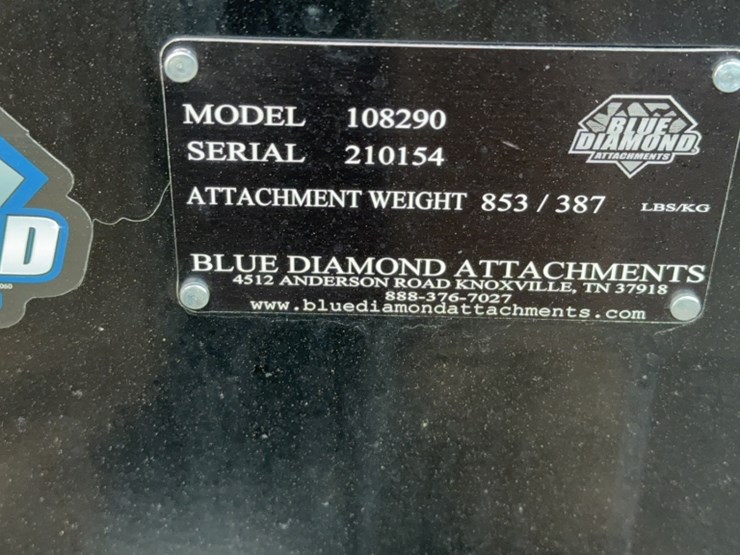 MODEL 108290
SERIAL 210154
BLUE
DIAMOND
ATTACHMENTS
ATTACHMENT WEIGHT 853 / 387 LBS/KG
BLUE DIAMOND ATTACHMENTS
4512 ANDERSON ROAD KNOXVILLE, TN 37918
888-376-7027
www.bluediamondattachments.com
D